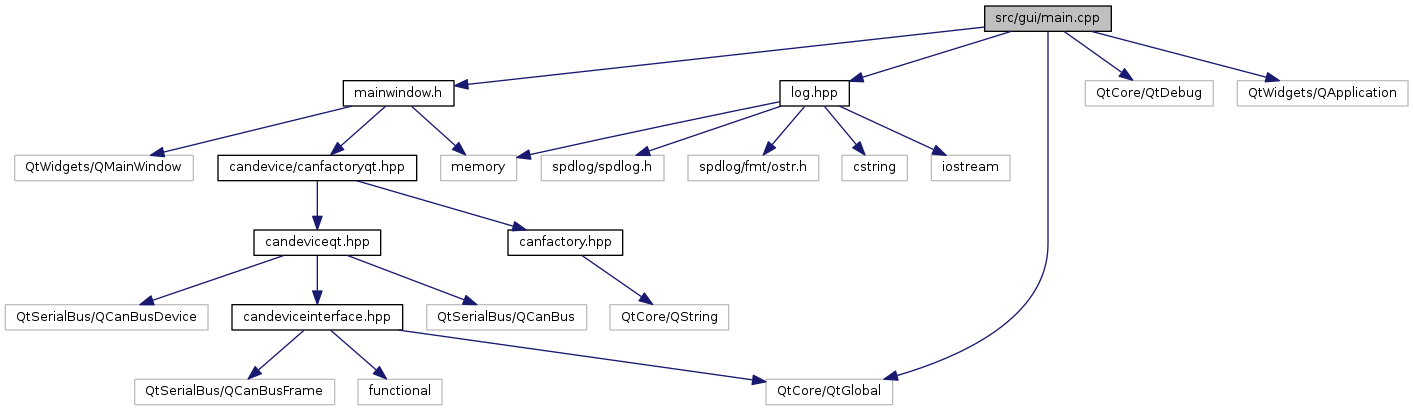 src/gui/main.cpp
mainwindow.h
log.hpp
QtCore/QtDebug
QtWidgets/QApplication
QtWidgets/QMainWindow
candevice/canfactoryqt.hpp
memory
spdlog/spdlog.h
spdlog/fmt/ostr.h
cstring
iostream
candeviceqt.hpp
canfactory.hpp
QtSerialBus/QCanBusDevice
candeviceinterface.hpp
QtSerialBus/QCanBus
QtCore/QString
QtSerialBus/QCanBusFrame
functional
QtCore/QtGlobal